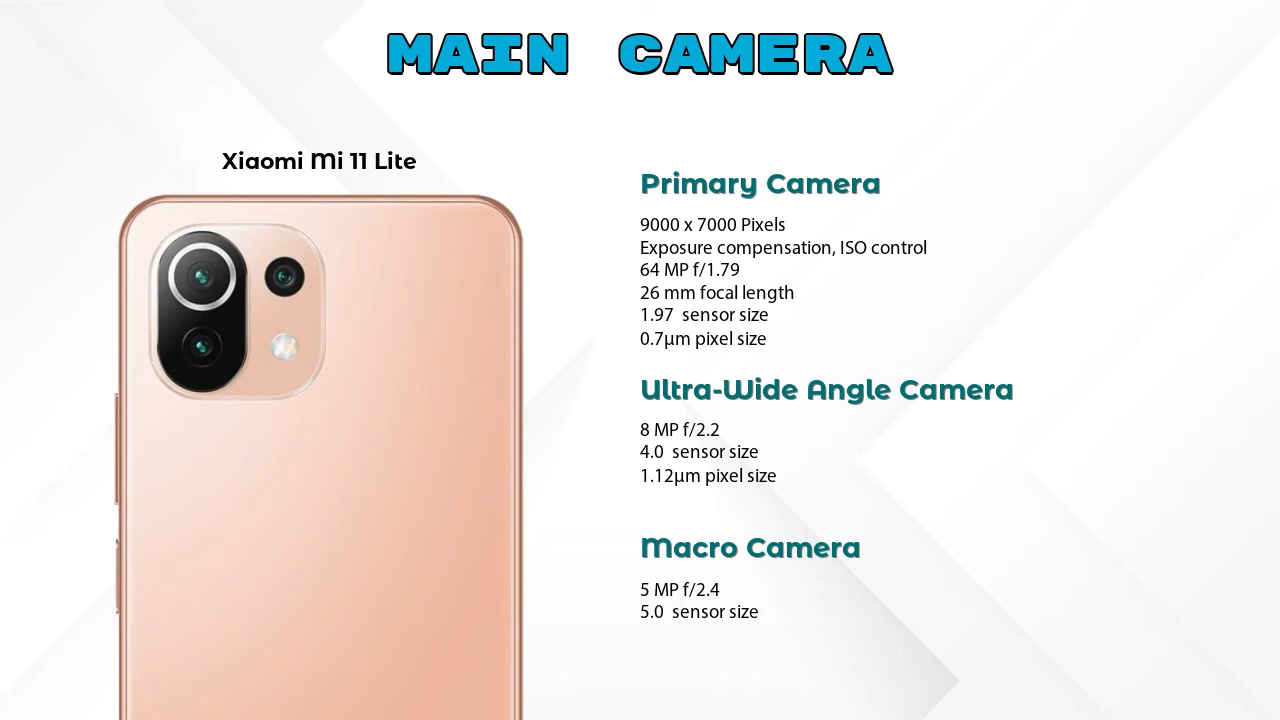 MAIN CAMERA
Xiaomi Mi 11 Lite
Primary Camera
9000 x 7000 Pixels
Exposure compensation, ISO control
64 MP f/1.79
26 mm focal length
1.97  sensor size
0.7µm pixel size
Ultra-Wide Angle Camera
8 MP f/2.2
4.0  sensor size
1.12µm pixel size
Macro Camera
5 MP f/2.4
5.0  sensor size